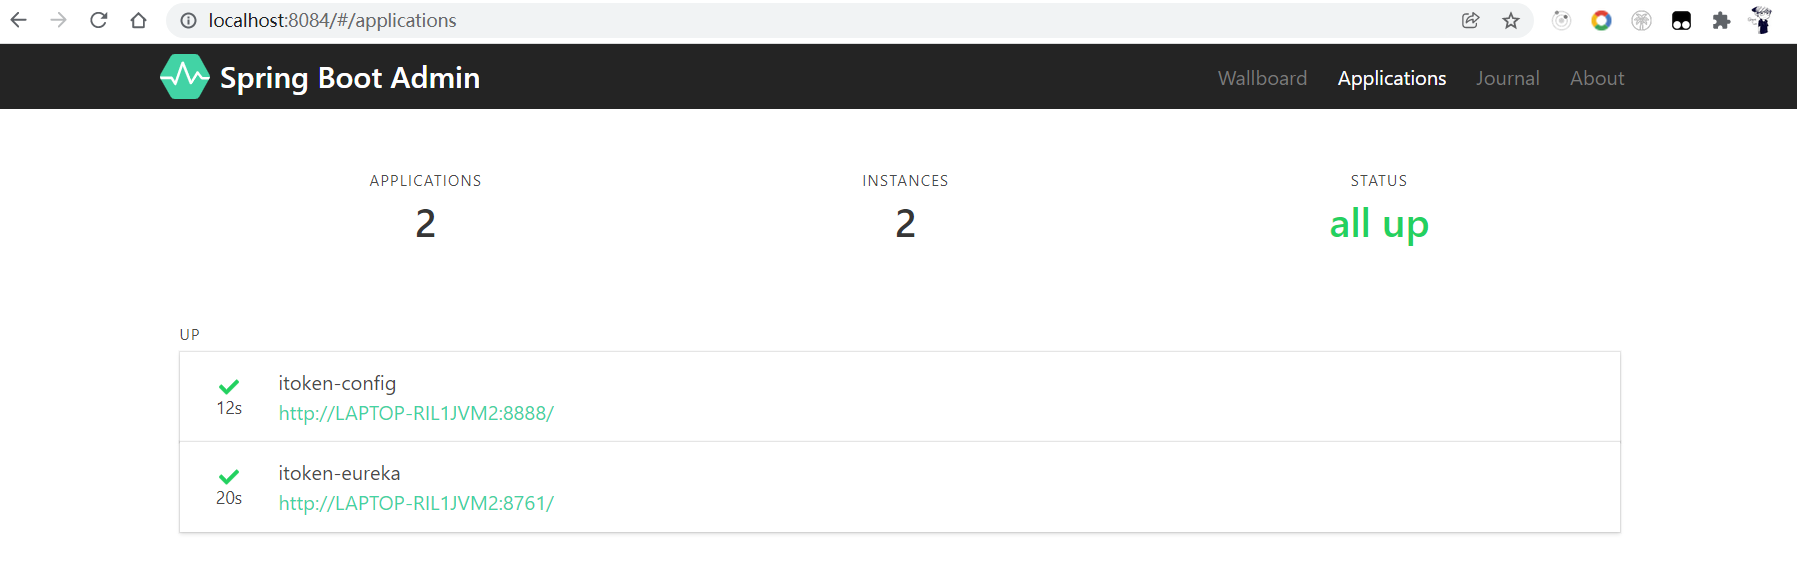 localhost:8084/#/applications
Spring Boot Admin
Wallboard Applications Journal About
APPLICATIONS INSTANCES STATUS
2 2 all up
UP
itoken-config
12s http://LAPTOP-RIL1JVM2:8888/
itoken-eureka
20s http://LAPTOP-RIL1JVM2:8761/